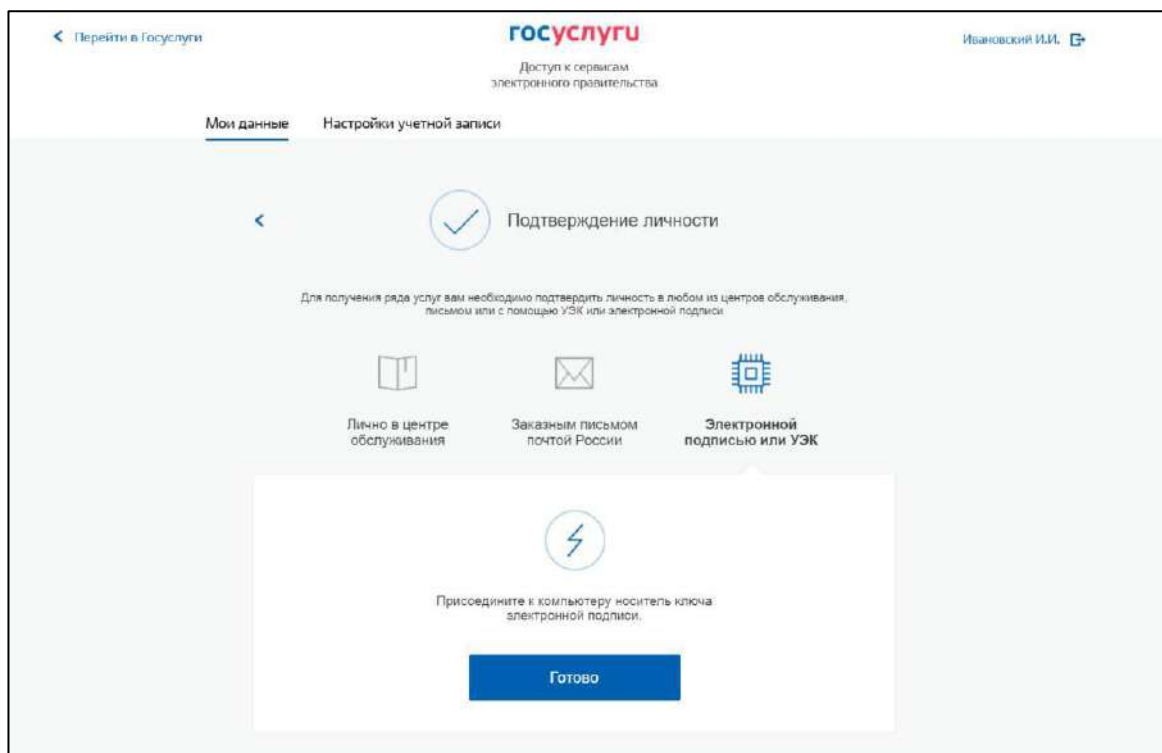 Перейти в Госуслуги
госуслуги
Ивановский И.И.
Доступ к сервисам
электронного правительства
Мои данные
Настройки учетной записи
Подтверждение личности
Для получения ряда услуг вам необходимо подтвердить личность в любом из центров обслуживания,
письмом или с помощью УЭК или электронной подписи
Лично в центре
обслуживания
Заказным письмом
почтой России
Электронной
подписью или УЭК
Присоедините к компьютеру носитель ключа
электронной подписи.
Готово